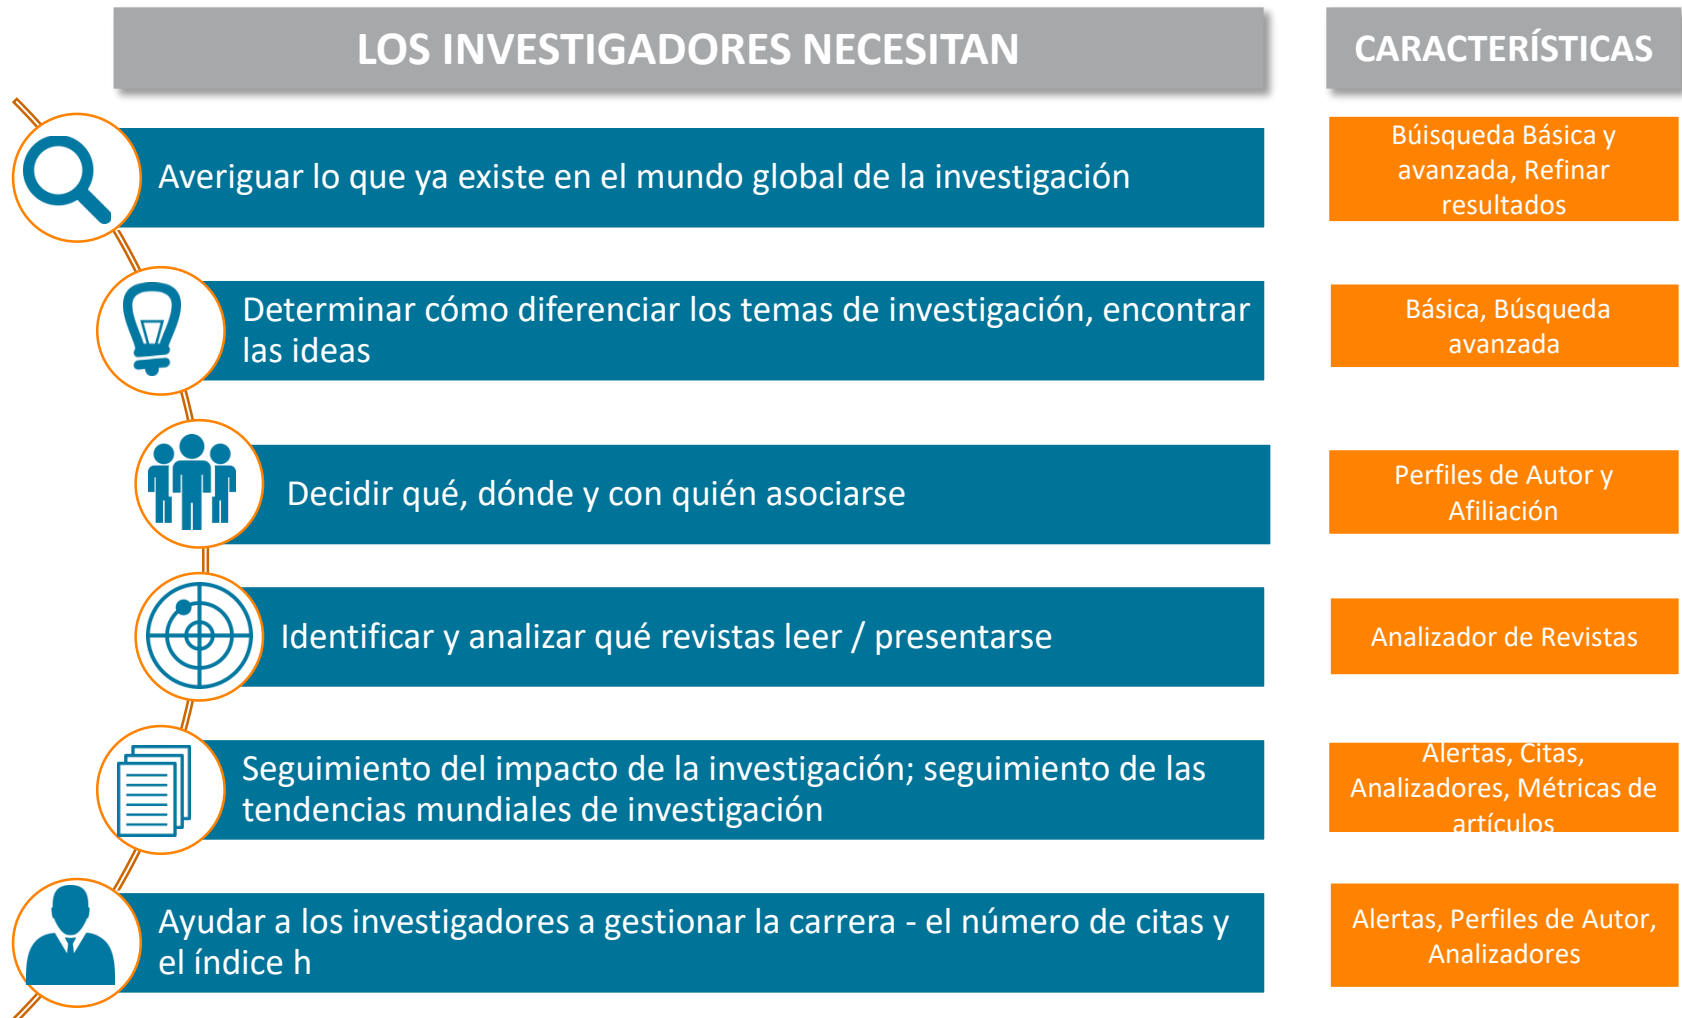 LOS INVESTIGADORES NECESITAN
CARACTERÍSTICAS
Averiguar lo que ya existe en el mundo global de la investigación
Búisqueda Básica y
avanzada, Refinar
resultados
Determinar cómo diferenciar los temas de investigación, encontrar
las ideas
Básica, Búsqueda
avanzada
Decidir qué, dónde y con quién asociarse
Perfiles de Autor y
Afiliación
Identificar y analizar qué revistas leer / presentarse
Analizador de Revistas
Seguimiento del impacto de la investigación; seguimiento de las
tendencias mundiales de investigación
Alertas, Citas,
Analizadores, Métricas de
artículos
Ayudar a los investigadores a gestionar la carrera - el número de citas y
el índice h
Alertas, Perfiles de Autor,
Analizadores